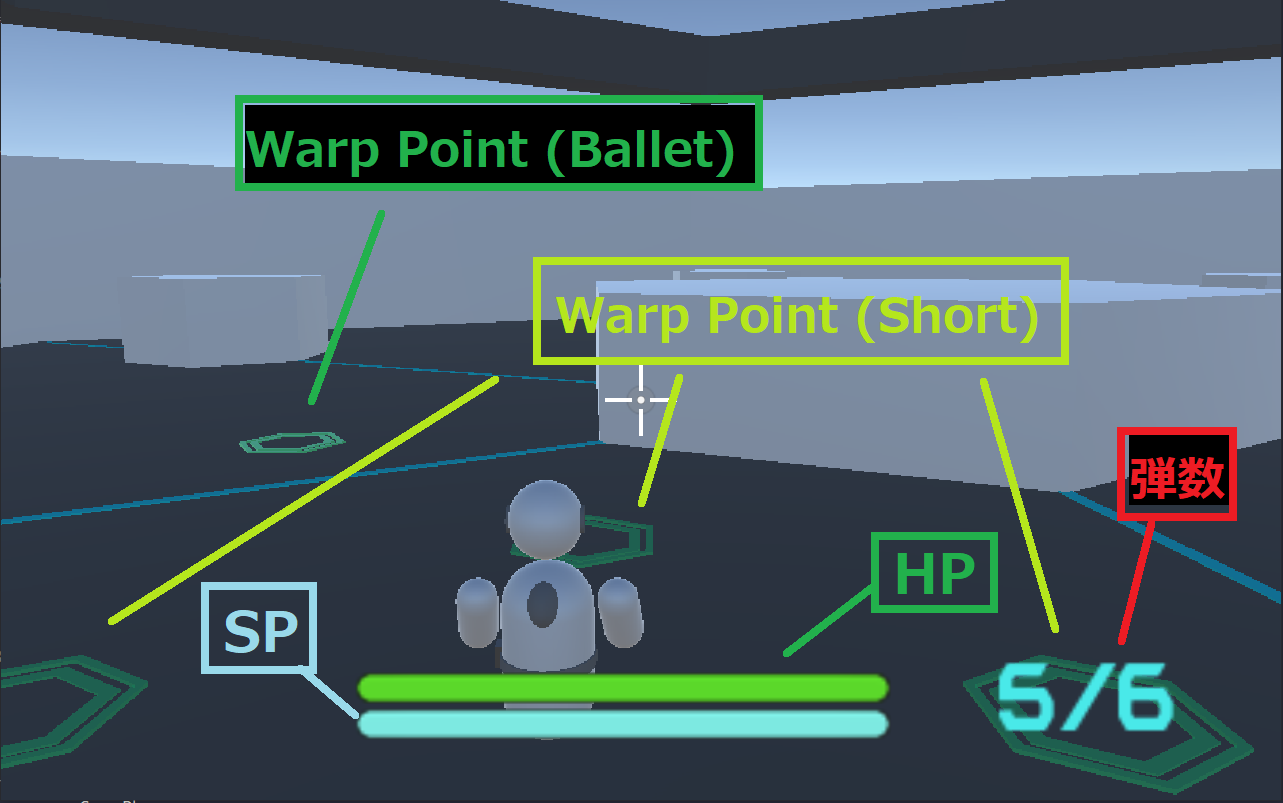 Warp Point (Ballet)
Warp Point (Short)
弾数
HP
SP
5/6